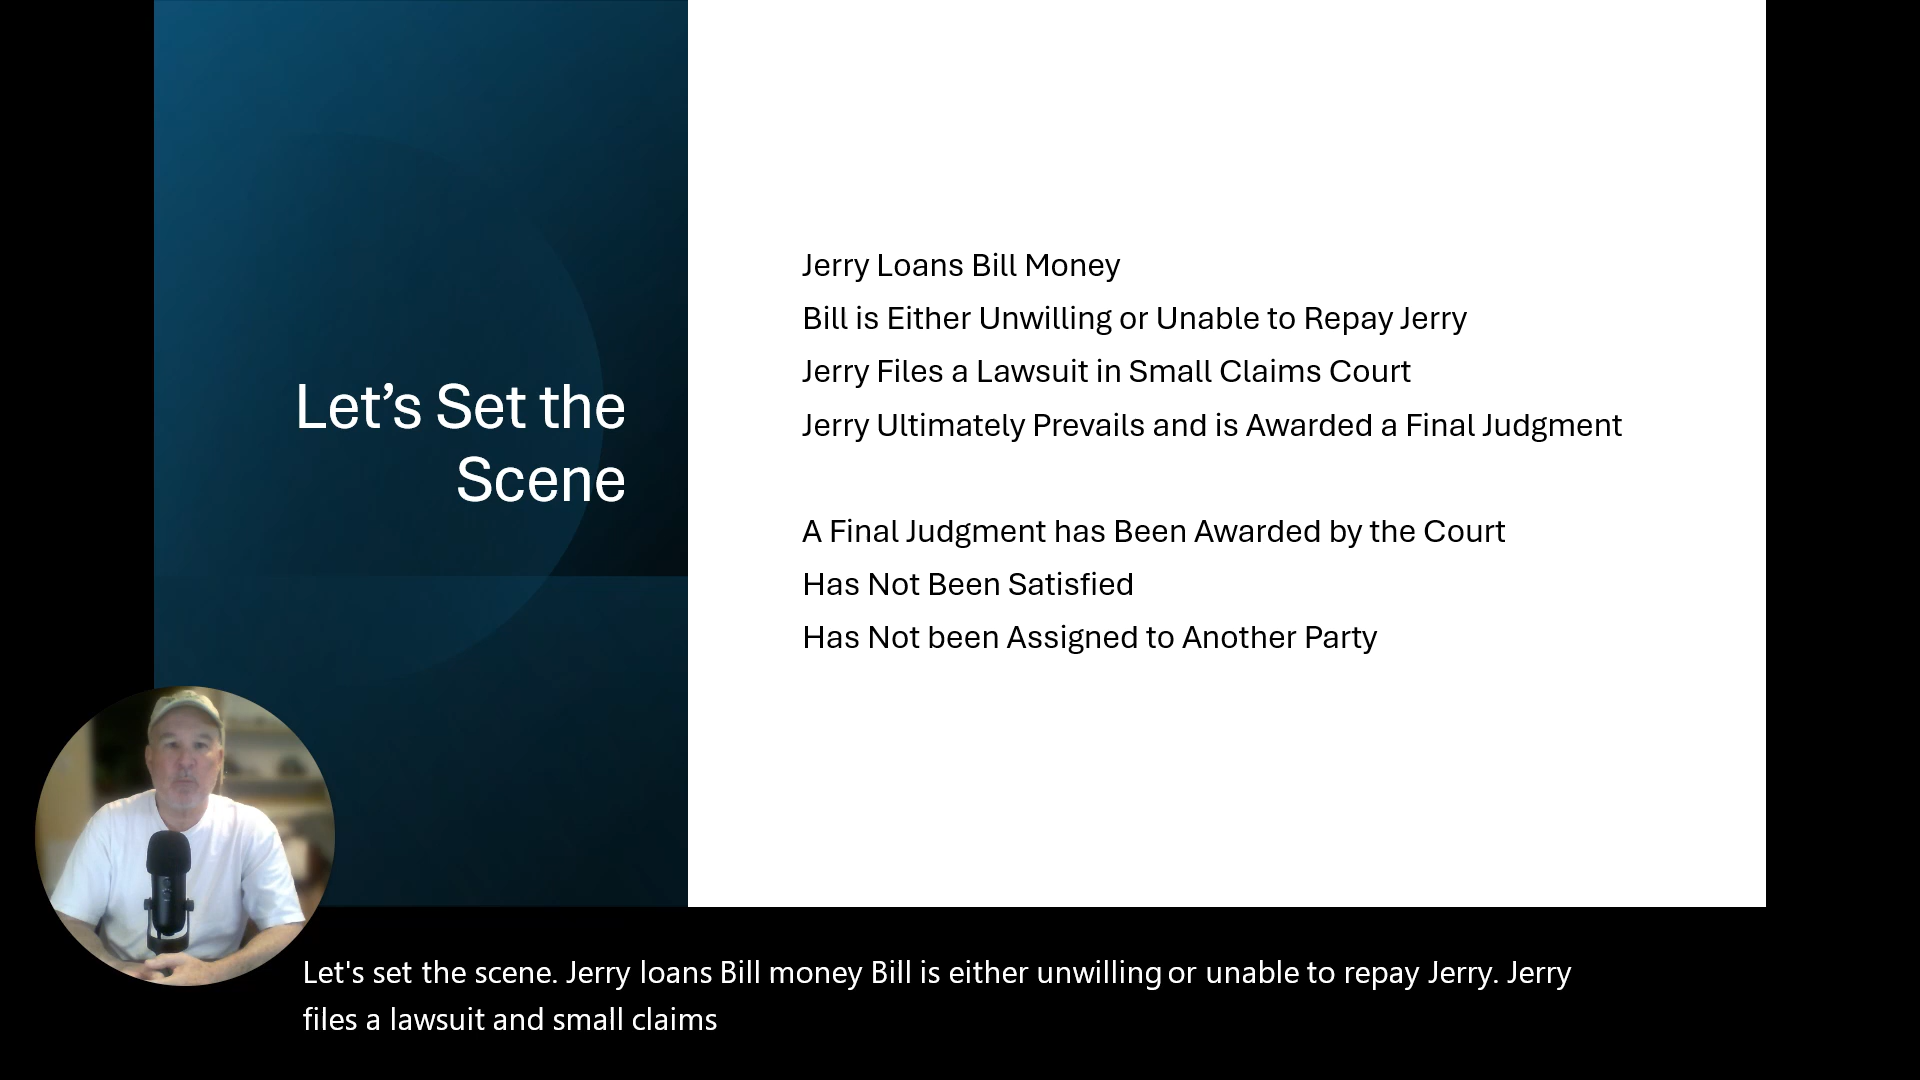 Let’s Set the
Scene
Jerry Loans Bill Money
Bill is Either Unwilling or Unable to Repay Jerry
Jerry Files a Lawsuit in Small Claims Court
Jerry Ultimately Prevails and is Awarded a Final Judgment
A Final Judgment has Been Awarded by the Court
Has Not Been Satisfied
Has Not been Assigned to Another Party
Let's set the scene. Jerry loans Bill money Bill is either unwilling or unable to repay Jerry. Jerry
files a lawsuit and small claims